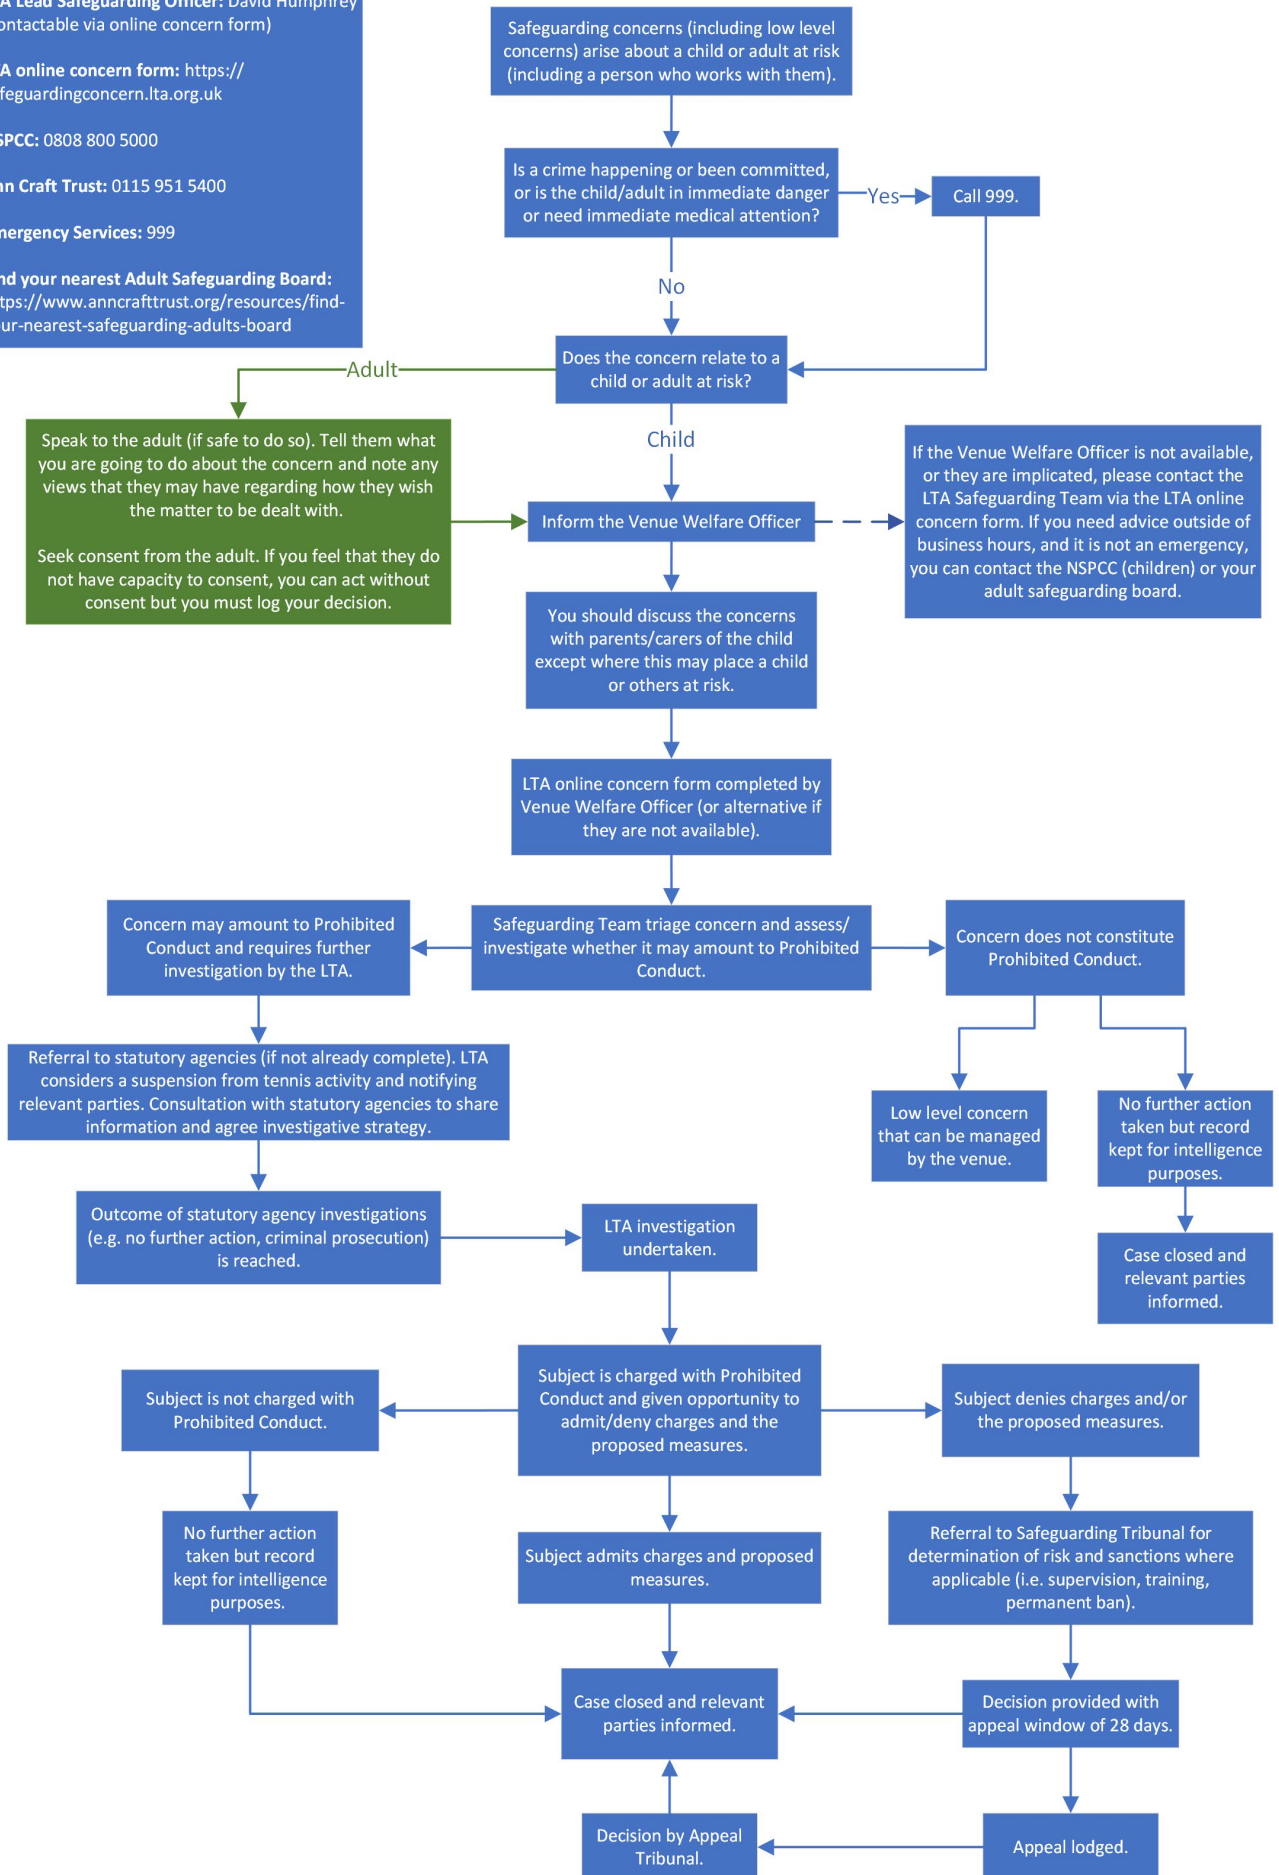 Lead Safeguarding Officer: David Humphrey
contactable via online concern form)
online concern form: https://
safeguardingconcern.lta.org.uk
NSPCC: 0808 800 5000
Ann Craft Trust: 0115 951 5400
Emergency Services: 999
Find your nearest Adult Safeguarding Board:
https://www.anncrafttrust.org/resources/find-
your-nearest-safeguarding-adults-board
Safeguarding concerns (including low level
concerns) arise about a child or adult at risk
(including a person who works with them).
Is a crime happening or been committed,
or is the child/adult in immediate danger
or need immediate medical attention?
Yes
Call 999.
No
Does the concern relate to a
child or adult at risk?
Adult
Child
Speak to the adult (if safe to do so). Tell them what
you are going to do about the concern and note any
views that they may have regarding how they wish
the matter to be dealt with.
Seek consent from the adult. If you feel that they do
not have capacity to consent, you can act without
consent but you must log your decision.
Inform the Venue Welfare Officer
If the Venue Welfare Officer is not available,
or they are implicated, please contact the
LTA Safeguarding Team via the LTA online
concern form. If you need advice outside of
business hours, and it is not an emergency,
you can contact the NSPCC (children) or your
adult safeguarding board.
You should discuss the concerns
with parents/carers of the child
except where this may place a child
or others at risk.
LTA online concern form completed by
Venue Welfare Officer (or alternative if
they are not available).
Concern may amount to Prohibited
Conduct and requires further
investigation by the LTA.
Safeguarding Team triage concern and assess/
investigate whether it may amount to Prohibited
Conduct.
Concern does not constitute
Prohibited Conduct.
Referral to statutory agencies (if not already complete). LTA
considers a suspension from tennis activity and notifying
relevant parties. Consultation with statutory agencies to share
information and agree investigative strategy.
Low level concern
that can be managed
by the venue.
No further action
taken but record
kept for intelligence
purposes.
Outcome of statutory agency investigations
(e.g. no further action, criminal prosecution)
is reached.
LTA investigation
undertaken.
Case closed and
relevant parties
informed.
Subject is not charged with
Prohibited Conduct.
Subject is charged with Prohibited
Conduct and given opportunity to
admit/deny charges and the
proposed measures.
Subject denies charges and/or
the proposed measures.
No further action
taken but record
kept for intelligence
purposes.
Subject admits charges and proposed
measures.
Referral to Safeguarding Tribunal for
determination of risk and sanctions where
applicable (i.e. supervision, training,
permanent ban).
Case closed and relevant
parties informed.
Decision provided with
appeal window of 28 days.
Decision by Appeal
Tribunal.
Appeal lodged.